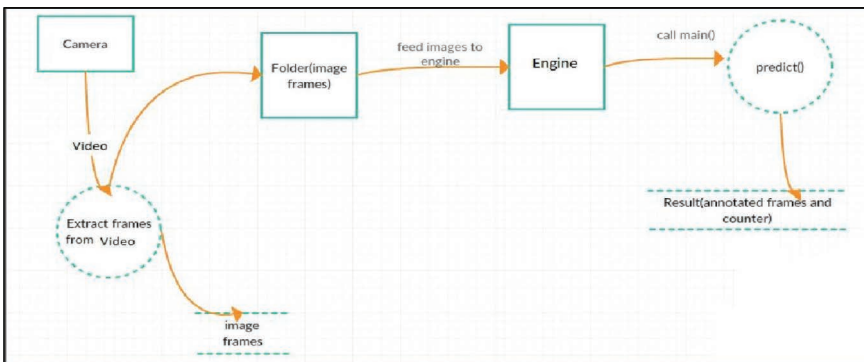 Camera
Folder(image
frames)
feed images to
engine
Engine
call main()
predict()
Video
Extract frames
from Video
Result(annotated frames and
counter)
image
frames